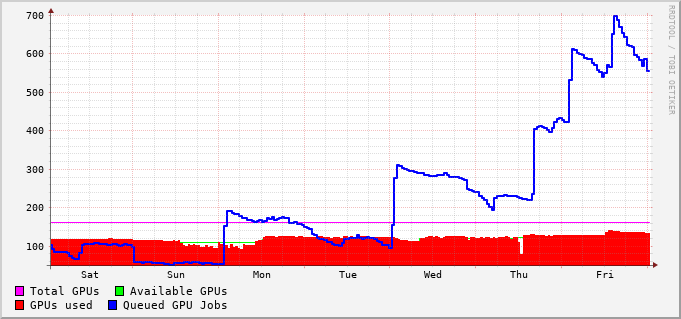 700
600
500
400
300
200
100
Sat Sun Mon Tue Wed Thu Fri
Total GPUs Available GPUs
GPUs used Queued GPU Jobs
RRDTOOL / TOBI OETIKER